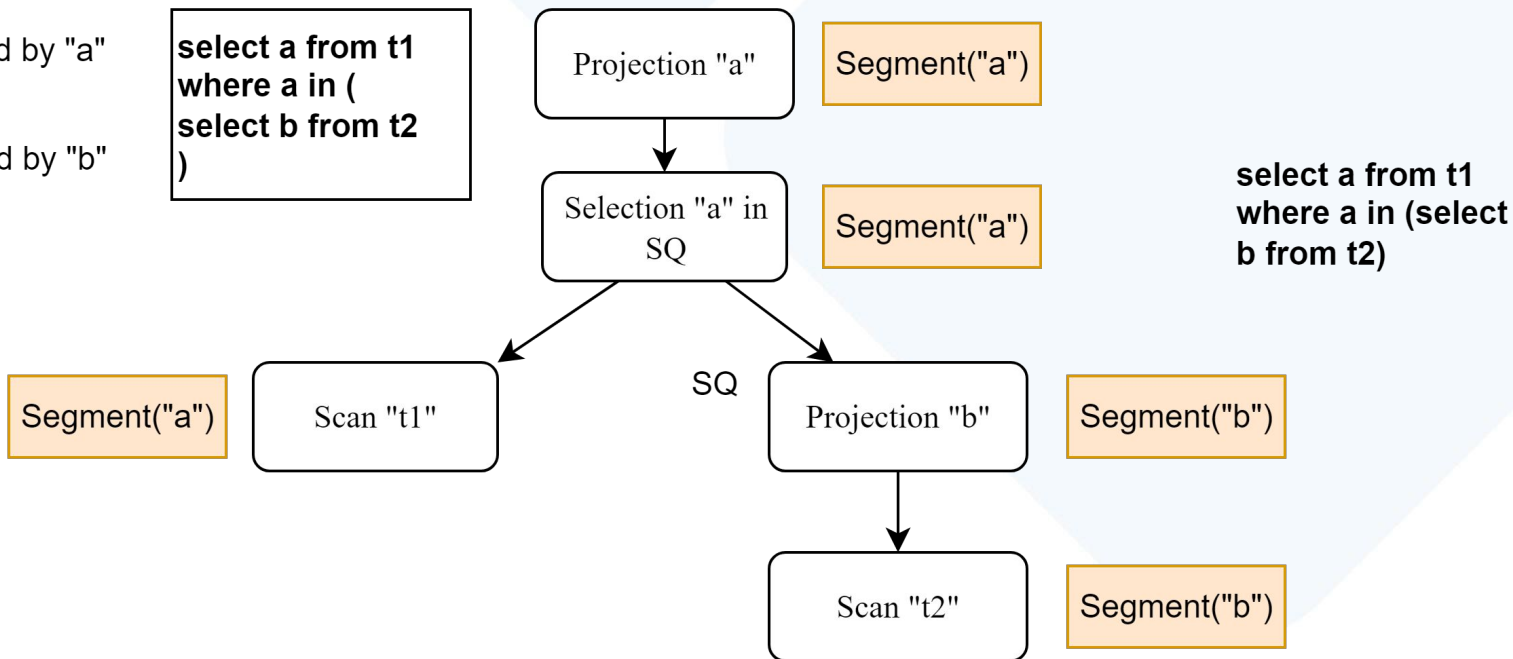 d by "a"
d by "b"
select a from t1
where a in (
select b from t2
)
Projection "a"
Segment("a")
Selection "a" in
SQ
Segment("a")
select a from t1
where a in (select
b from t2)
Segment("a")
Scan "t1"
SQ
Projection "b"
Segment("b")
Scan "t2"
Segment("b")